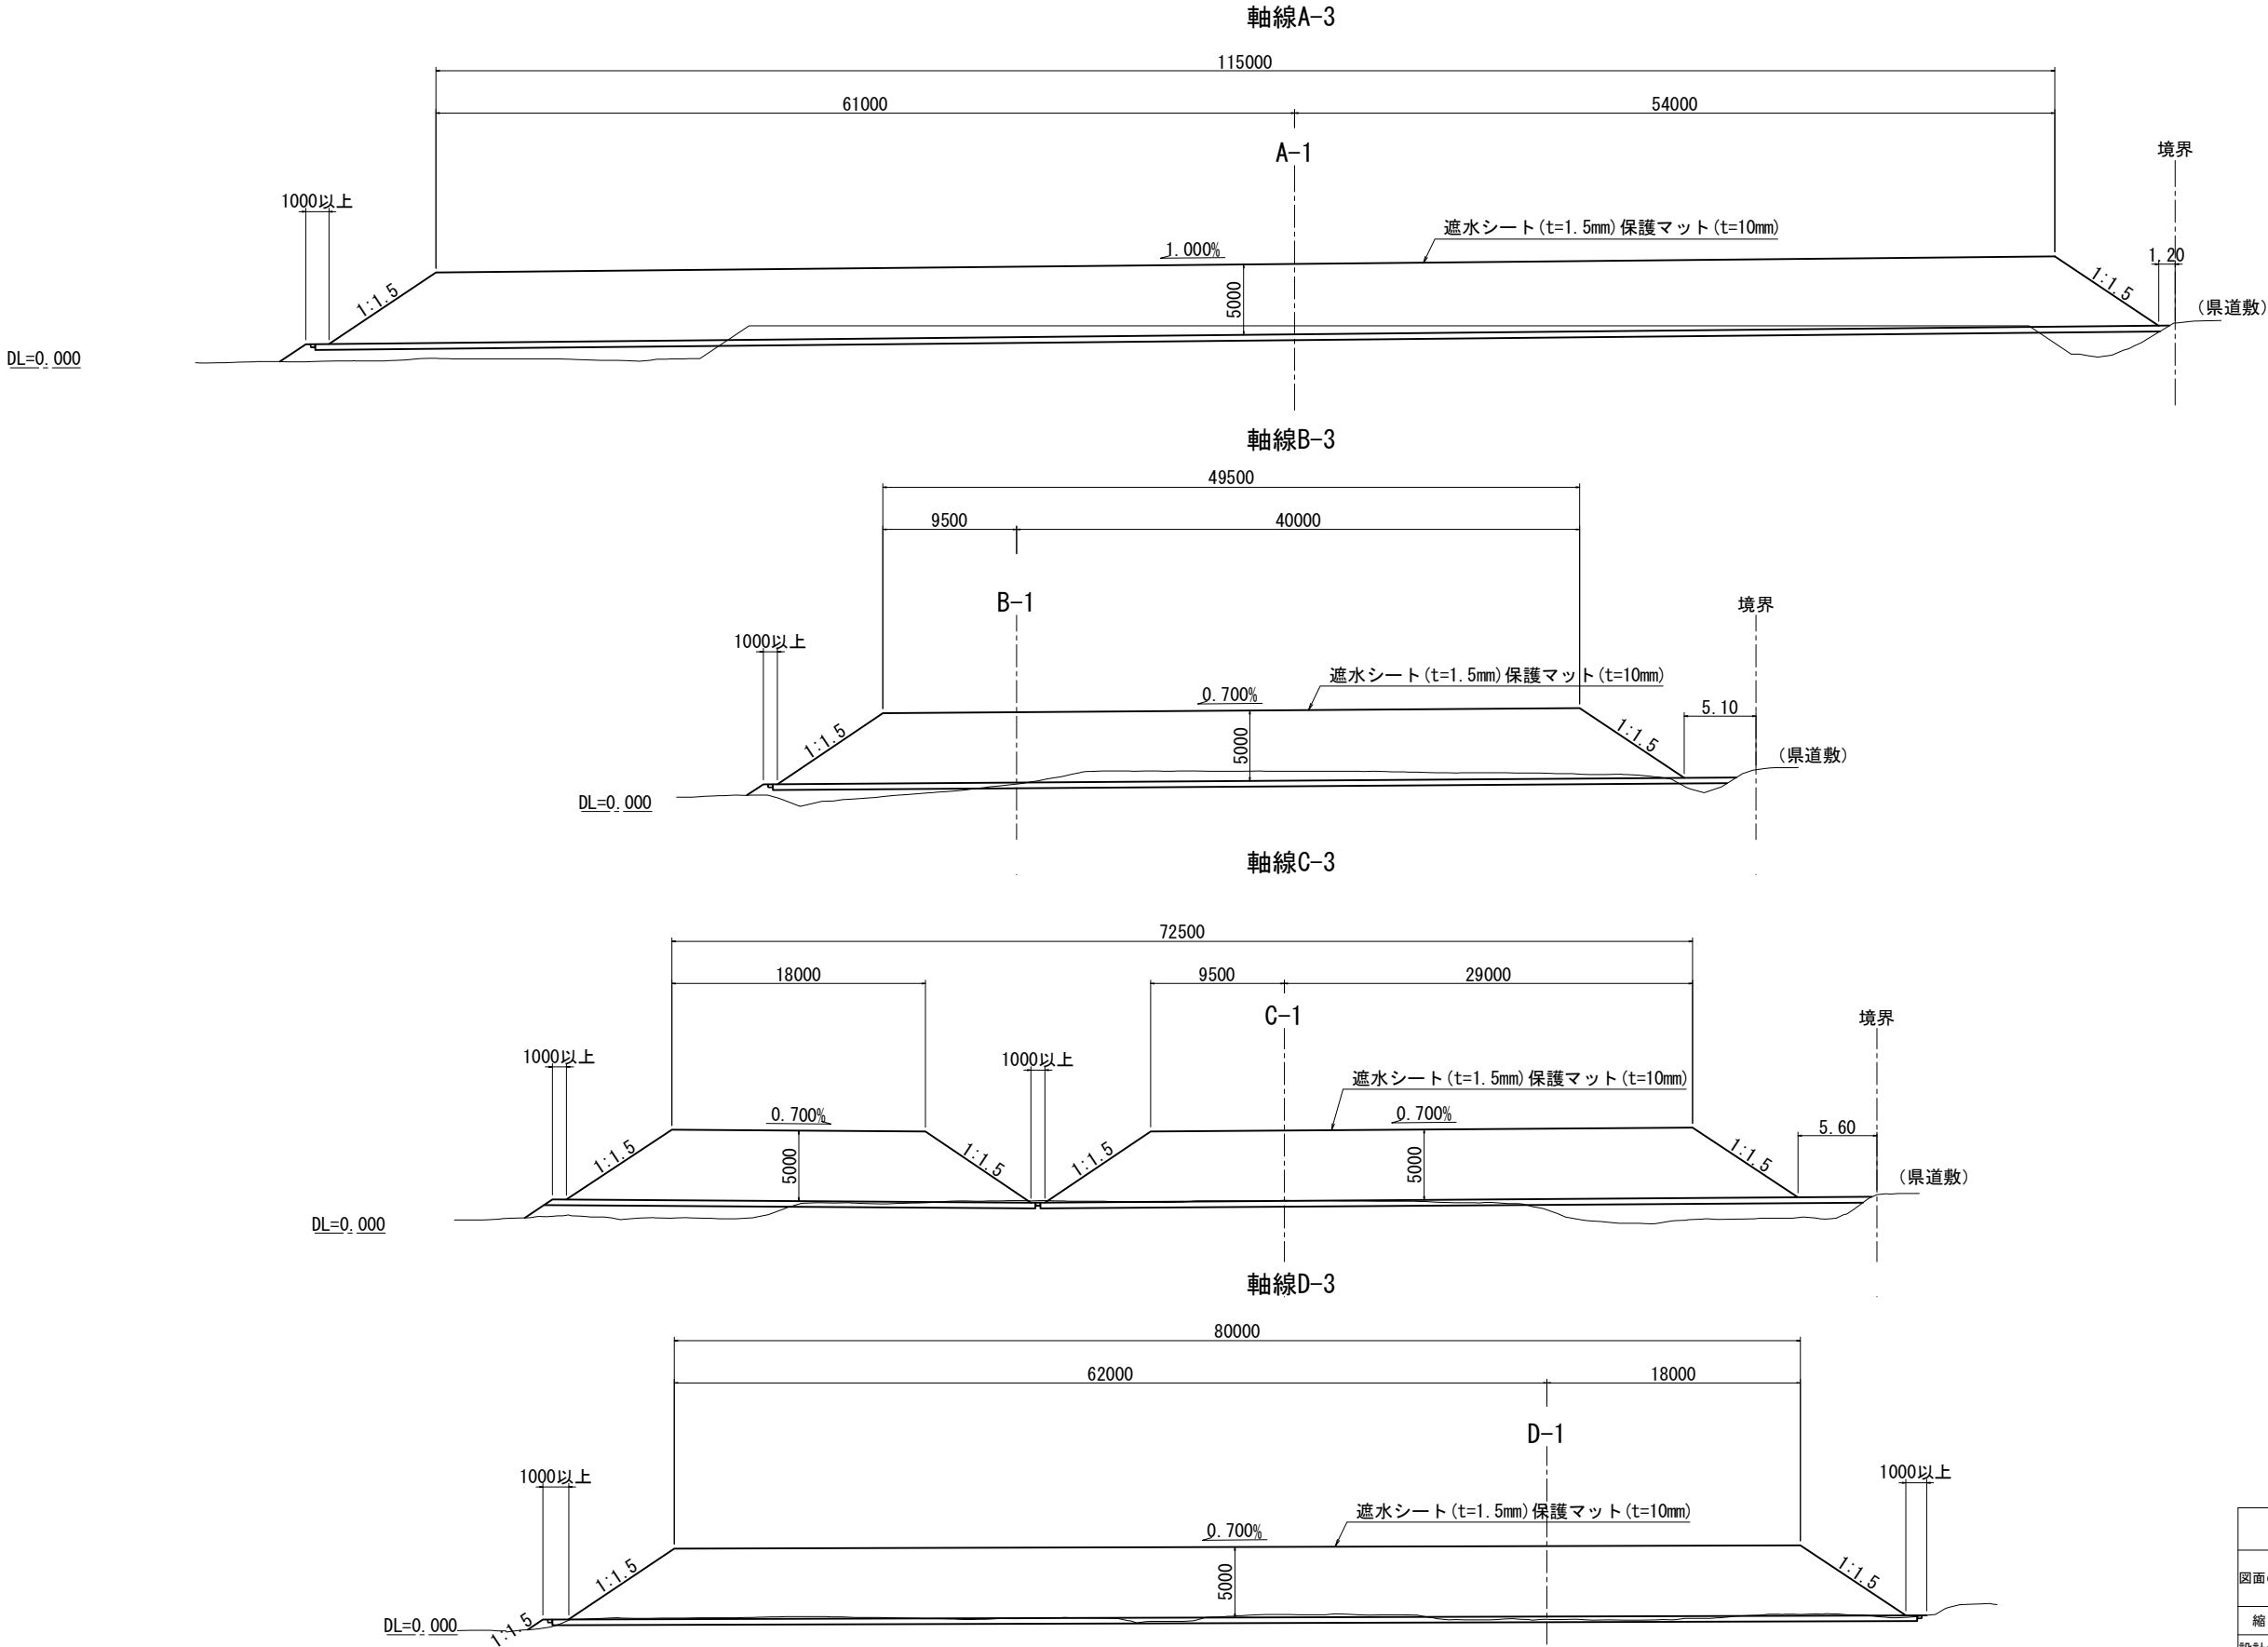 軸線A-3
115000
61000
54000
A-1
境界
1000以上
遮水シート(t=1.5mm)保護マット(t=10mm)
1.000%
1.20
1:1.5
5000
1:1.5
(県道敷)
DL=0.000
軸線B-3
49500
9500
40000
B-1
境界
1000以上
遮水シート(t=1.5mm)保護マット(t=10mm)
0.700%
5.10
1:1.5
5000
1:1.5
(県道敷)
DL=0.000
軸線C-3
72500
18000
9500
29000
C-1
境界
1000以上
1000以上
遮水シート(t=1.5mm)保護マット(t=10mm)
0.700%
0.700%
5.60
1:1.5
5000
1:1.5
1:1.5
5000
1:1.5
(県道敷)
DL=0.000
軸線D-3
80000
62000
18000
D-1
1000以上
1000以上
遮水シート(t=1.5mm)保護マット(t=10mm)
0.700%
1:1.5
5000
1:1.5
図面
縮
DL=0.000
1:1.5